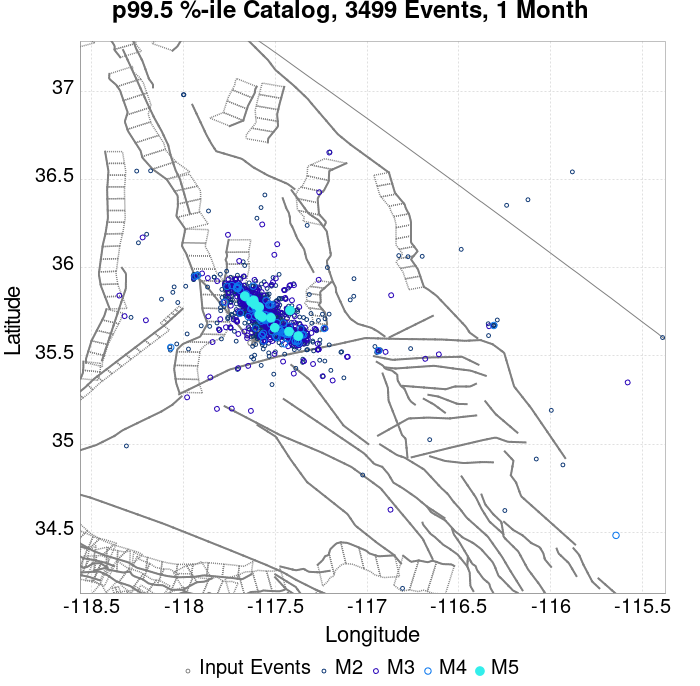 p99.5 %-ile Catalog, 3499 Events, 1 Month
37
36.5
36
35.5
35
34.5
Latitude
-118.5 -118 -117.5 -117 -116.5 -116 -115.5
Longitude
Input Events M2 M3 M4 M5